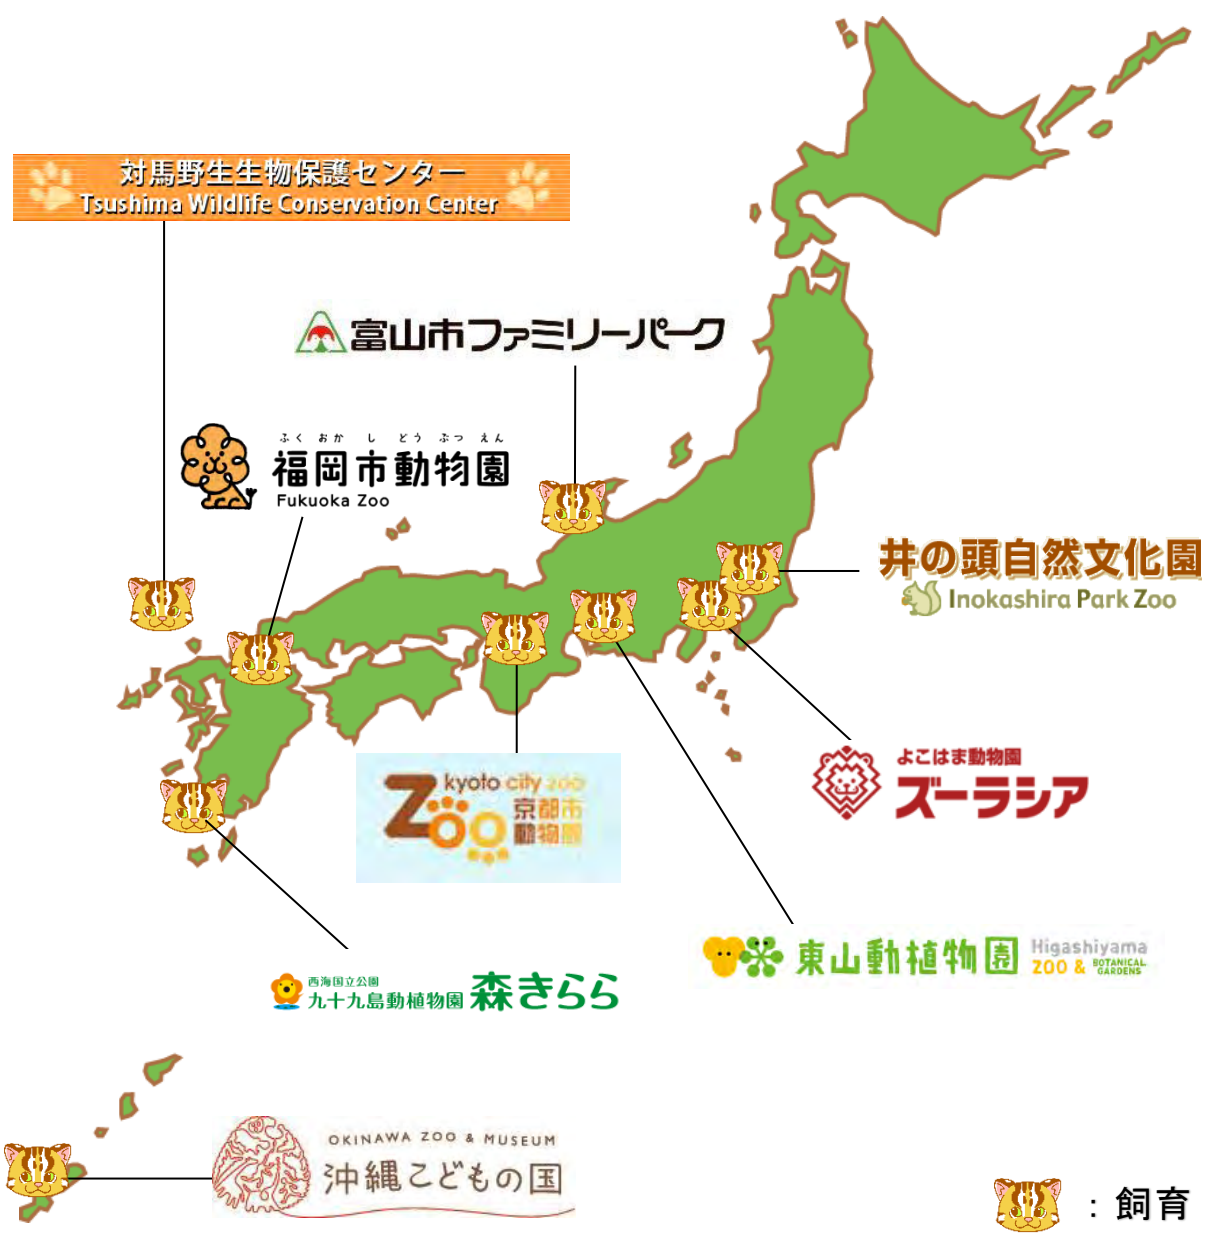 対馬野生生物保護センター
Tsushima Wildlife Conservation Center
富山市ファミリーパーク
ふくおかしどうぶつえん
福岡市動物園
Fukuoka Zoo
井の頭自然文化園
Inokashira Park Zoo
よこはま動物園
ズーラシア
kyoto city zoo
ZOO
京都市
動物園
東山動植物園
Higashiyama
ZOO & BOTANICAL GARDENS
西海国立公園
九十九島動植物園 森きらら
OKINAWA ZOO & MUSEUM
沖縄こどもの国
：飼育